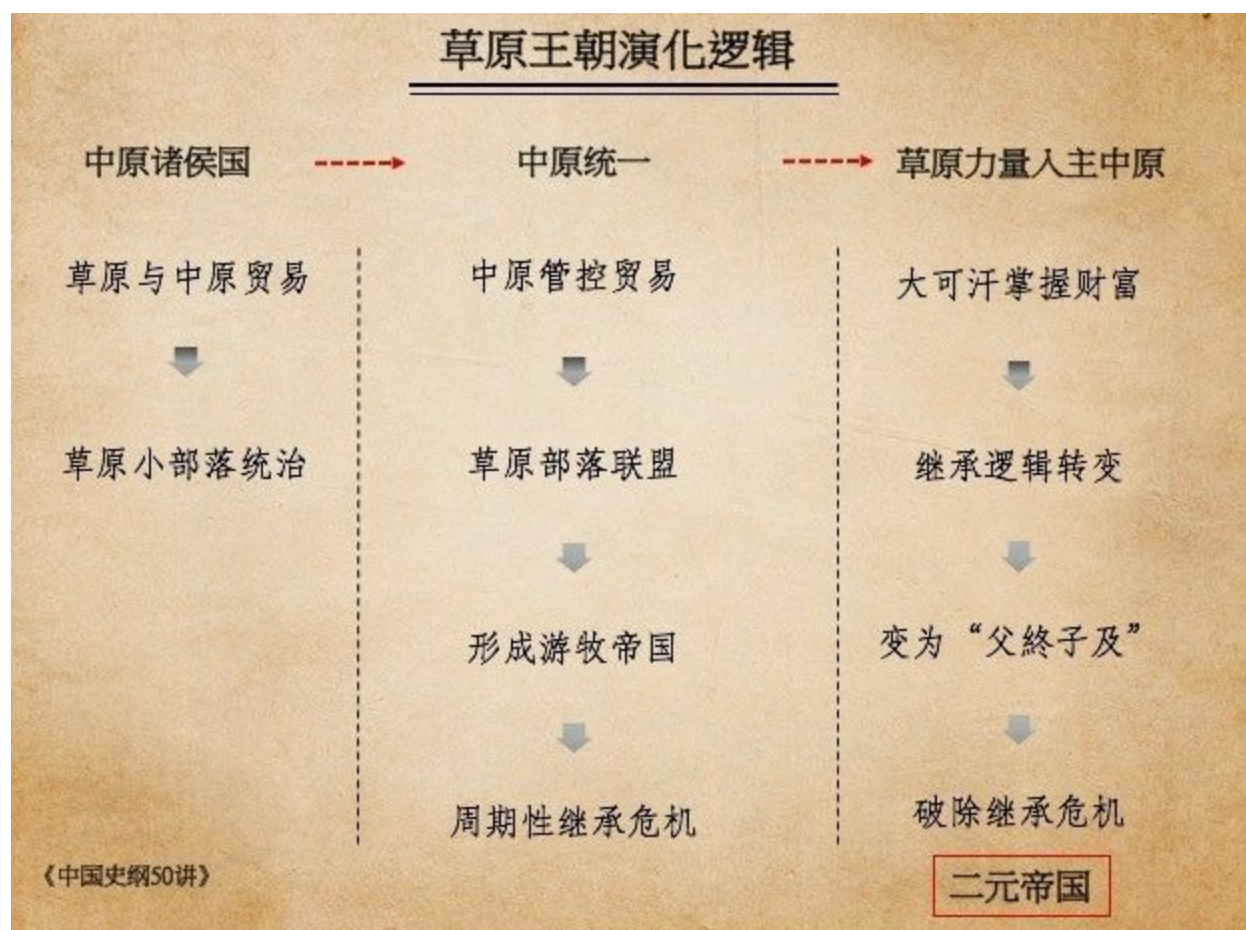 草原王朝演化逻辑
中原诸侯国
中原统一
草原力量入主中原
草原与中原贸易
草原小部落统治
中原管控贸易
草原部落联盟
形成游牧帝国
周期性继承危机
大可汗掌握财富
继承逻辑转变
变为“父終子及”
破除继承危机
二元帝国
《中国史纲50讲》